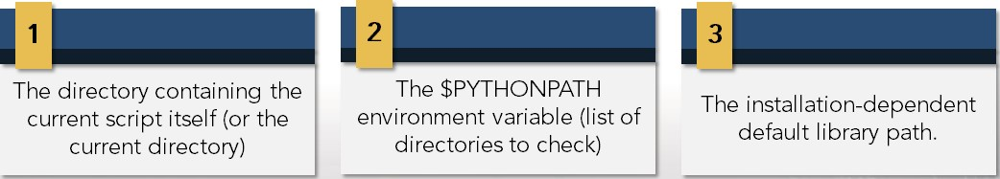 1
The directory containing the
current script itself (or the
current directory)
2
The $PYTHONPATH
environment variable (list of
directories to check)
3
The installation-dependent
default library path.